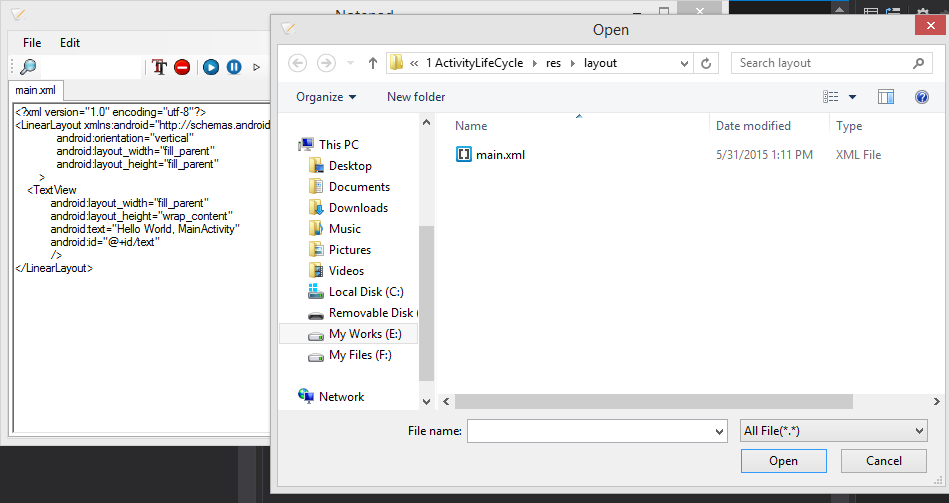 Notepad
File Edit
main.xml
<?xml version="1.0" encoding="utf-8"?>
<LinearLayout xmlns:android="http://schemas.android
android:orientation="vertical"
android:layout_width="fill_parent"
android:layout_height="fill_parent"
>
<TextView
android:layout_width="fill_parent"
android:layout_height="wrap_content"
android:text="Hello World, MainActivity"
android:id="@+id/text"
/>
</LinearLayout>
Open
« 1 ActivityLifeCycle res layout
Search layout
Organize New folder
Name Date modified Type
main.xml 5/31/2015 1:11 PM XML File
This PC
Desktop
Documents
Downloads
Music
Pictures
Videos
Local Disk (C:)
Removable Disk (
My Works (E:)
My Files (F:)
Network
File name: All File(*.*)
Open Cancel